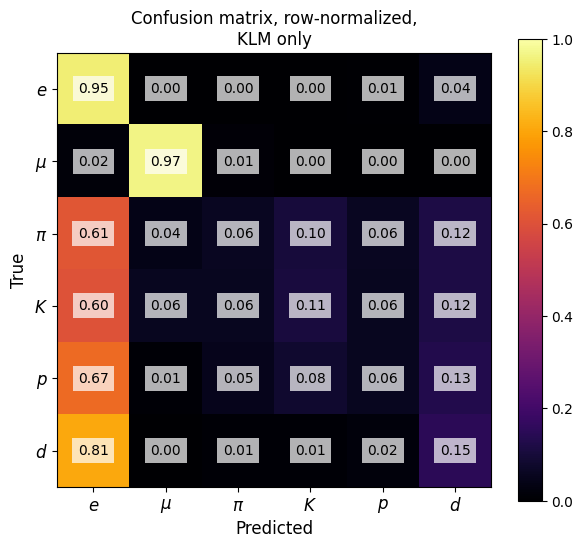 Confusion matrix, row-normalized,
KLM only
1.0
e 0.95 0.00 0.00 0.00 0.01 0.04
μ 0.02 0.97 0.01 0.00 0.00 0.00
0.8
π 0.61 0.04 0.06 0.10 0.06 0.12
0.6
True
K 0.60 0.06 0.06 0.11 0.06 0.12
0.4
p 0.67 0.01 0.05 0.08 0.06 0.13
0.2
d 0.81 0.00 0.01 0.01 0.02 0.15
0.0
e μ π K p d
Predicted